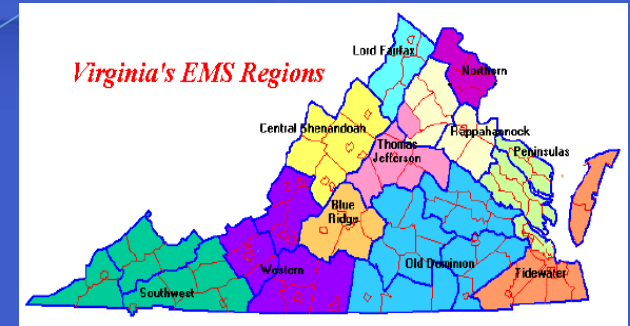 Lord Fairfax
Virginia's EMS Regions
Northern
Central Shenandoah
Rappahannock
Thomas
Jefferson
Peninsulas
Blue
Ridge
Western
Old Dominion
Tidewater
Southwest